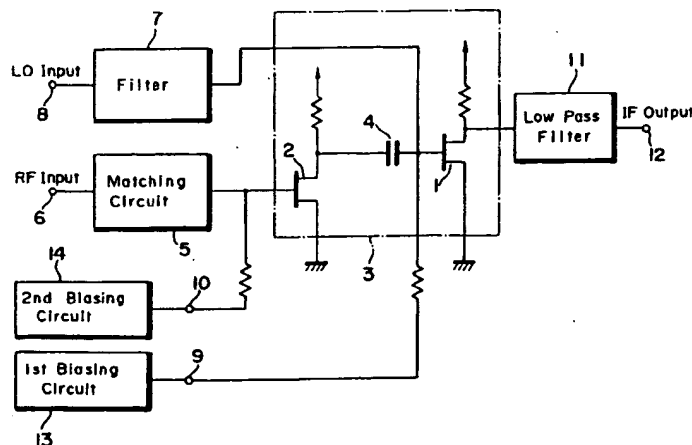 7
11
LO Input
Filter
8
4
2
Low Pass
Filter
IF Output
12
1
RF Input
Matching
Circuit
6
5
3
14
10
2nd Biasing
Circuit
9
1st Biasing
Circuit
13